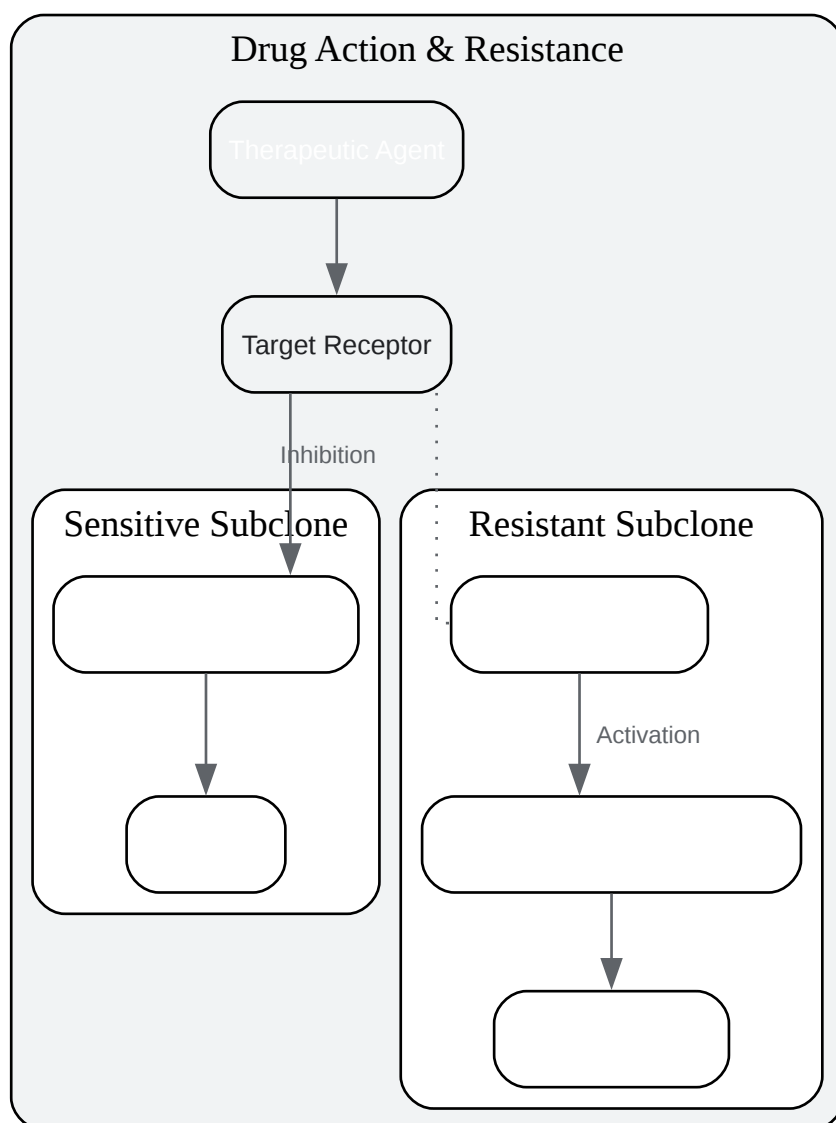 Drug Action & Resistance
Therapeutic Agent
Target Receptor
Inhibition
Sensitive Subclone
Resistant Subclone
Activation